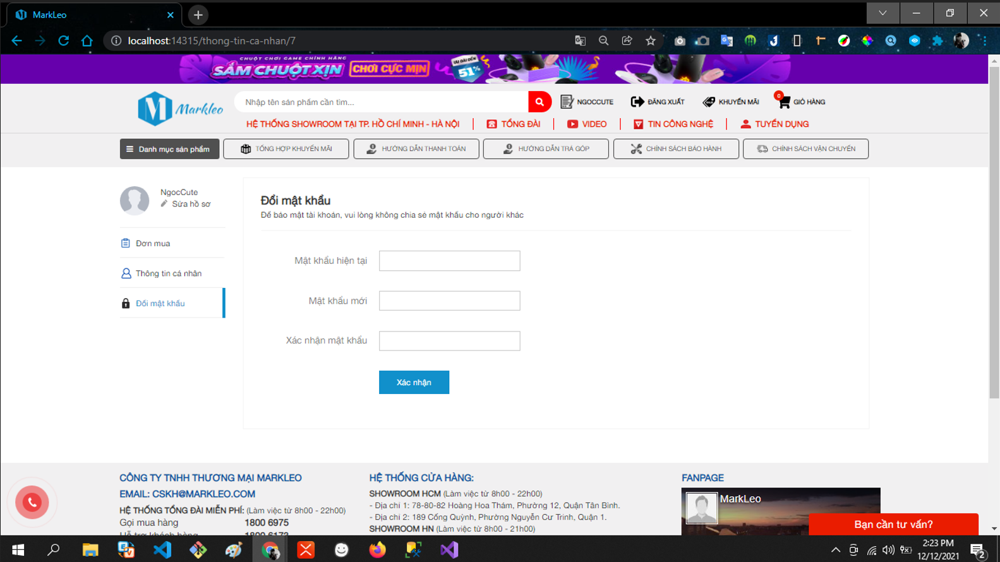 MarkLeo
localhost:14315/thong-tin-ca-nhan/7
CHUỘT CHƠI GAME CHÍNH HÃNG
SẮM CHUỘT XỊN CHƠI CỰC MỊN
ƯU ĐÃI ĐẾN
51%
Markleo
Nhập tên sản phẩm cần tìm...
NGOCCUTE
ĐĂNG XUẤT
KHUYẾN MÃI
0
GIỎ HÀNG
HỆ THỐNG SHOWROOM TẠI TP. HỒ CHÍ MINH - HÀ NỘI
TỔNG ĐÀI
VIDEO
TIN CÔNG NGHỆ
TUYỂN DỤNG
Danh mục sản phẩm
TỔNG HỢP KHUYẾN MÃI
HƯỚNG DẪN THANH TOÁN
HƯỚNG DẪN TRẢ GÓP
CHÍNH SÁCH BẢO HÀNH
CHÍNH SÁCH VẬN CHUYỂN
NgocCute
Sửa hồ sơ
Đơn mua
Thông tin cá nhân
Đổi mật khẩu
Đổi mật khẩu
Để bảo mật tài khoản, vui lòng không chia sẻ mật khẩu cho người khác
Mật khẩu hiện tại
Mật khẩu mới
Xác nhận mật khẩu
Xác nhận
CÔNG TY TNHH THƯƠNG MẠI MARKLEO
EMAIL: CSKH@MARKLEO.COM
HỆ THỐNG TỔNG ĐÀI MIỄN PHÍ: (Làm việc từ 8h00 - 22h00)
Gọi mua hàng 1800 6975
Hỗ trợ khách hàng 1800 6173
HỆ THỐNG CỬA HÀNG:
SHOWROOM HCM (Làm việc từ 8h00 - 22h00)
- Địa chỉ 1: 78-80-82 Hoàng Hoa Thám, Phường 12, Quận Tân Bình.
- Địa chỉ 2: 189 Cống Quỳnh, Phường Nguyễn Cư Trinh, Quận 1.
SHOWROOM HN (Làm việc từ 8h00 - 21h00)
FANPAGE
MarkLeo
Bạn cần tư vấn?
2:23 PM
12/12/2021
2